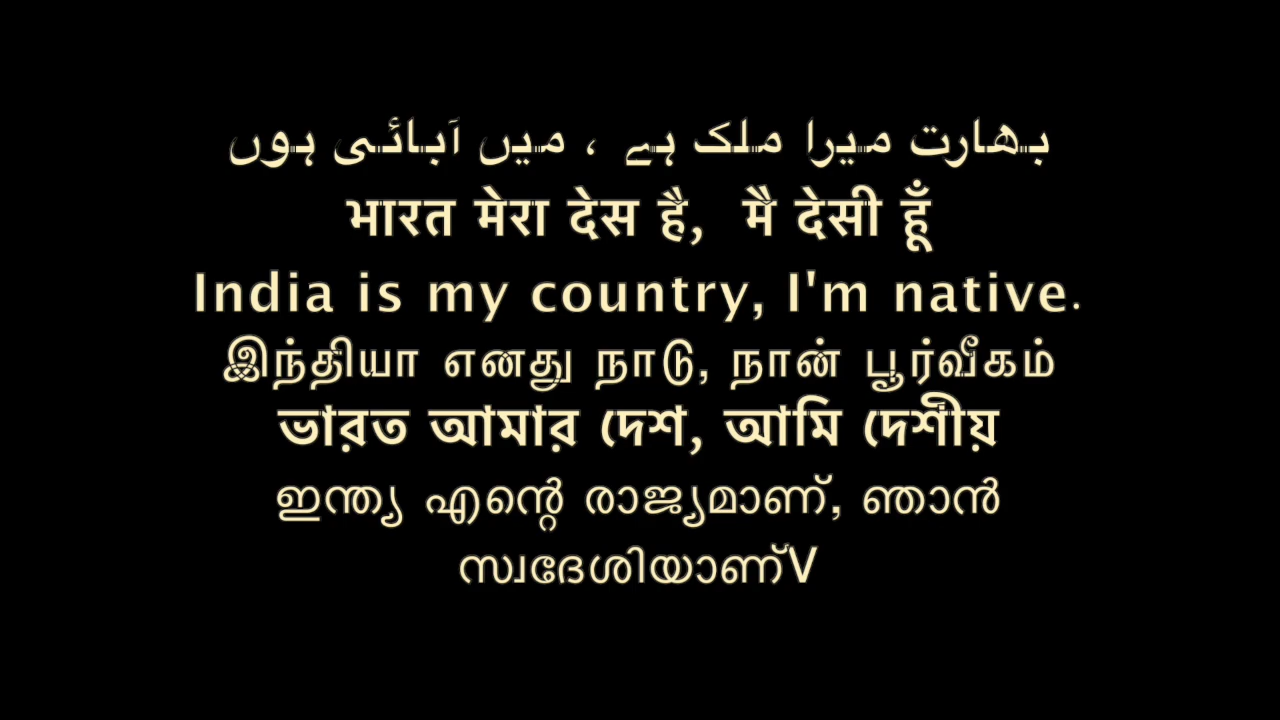 بھارت میرا ملک ہے ، میں آبائی ہوں
भारत मेरा देस है, मै देसी हूँ
India is my country, I'm native.
இந்தியா எனது நாடு, நான் பூர்வீகம்
ভারত আমার দেশ, আমি দেশীয়
ഇന്ത്യ എന്റെ രാജ്യമാണ്, ഞാൻ
സ്വദേശിയാണ്V